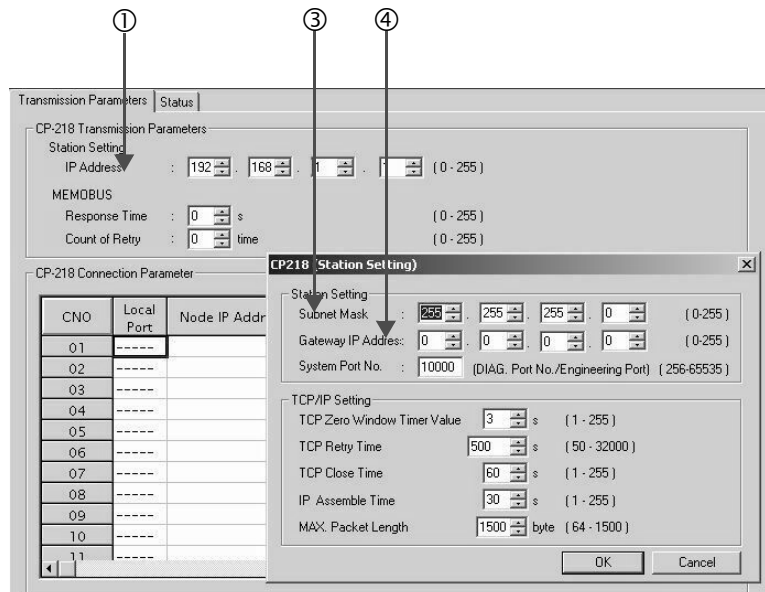 ① ③ ④
Transmission Parameters Status
CP-218 Transmission Parameters
Station Setting
IP Address : 192 . 168 . 1 . 1 ( 0 - 255 )
MEMOBUS
Response Time : 0 s ( 0 - 255 )
Count of Retry : 0 time ( 0 - 255 )
CP-218 Connection Parameter
CNO Local Port Node IP Addr
01 -----
02 -----
03 -----
04 -----
05 -----
06 -----
07 -----
08 -----
09 -----
10 -----
11
CP218 (Station Setting)
Station Setting
Subnet Mask : 255 . 255 . 255 . 0 ( 0-255 )
Gateway IP Addres: 0 . 0 . 0 . 0 ( 0-255 )
System Port No. : 10000 (DIAG. Port No./Engineering Port) ( 256-65535 )
TCP/IP Setting
TCP Zero Window Timer Value 3 s ( 1 - 255 )
TCP Retry Time 500 s ( 50 - 32000 )
TCP Close Time 60 s ( 1 - 255 )
IP Assemble Time 30 s ( 1 - 255 )
MAX. Packet Length 1500 byte ( 64 - 1500 )
OK Cancel